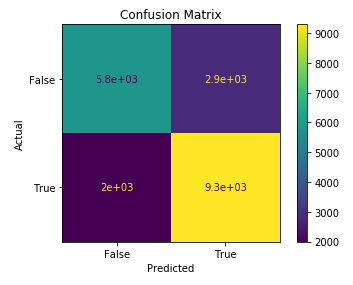 Confusion Matrix
Actual
False
True
5.8e+03
2.9e+03
2e+03
9.3e+03
False
True
Predicted
9000
8000
7000
6000
5000
4000
3000
2000